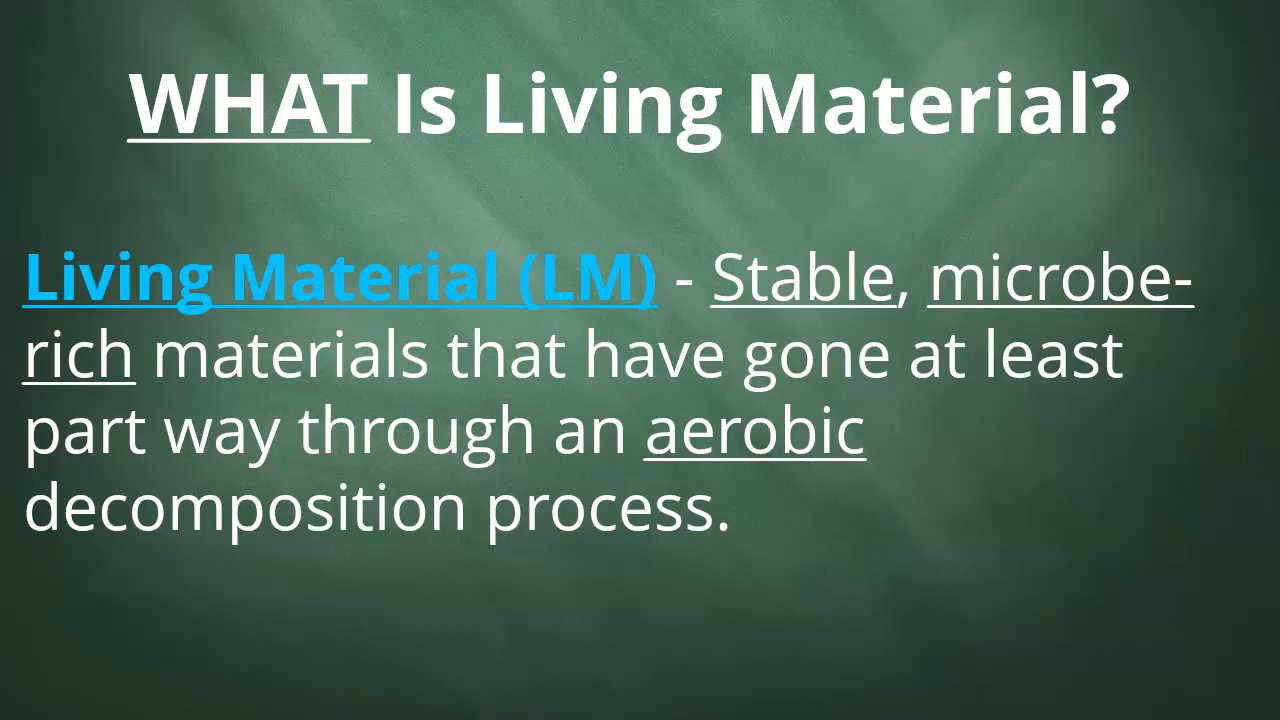 WHAT Is Living Material?
Living Material (LM) - Stable, microbe-
rich materials that have gone at least
part way through an aerobic
decomposition process.